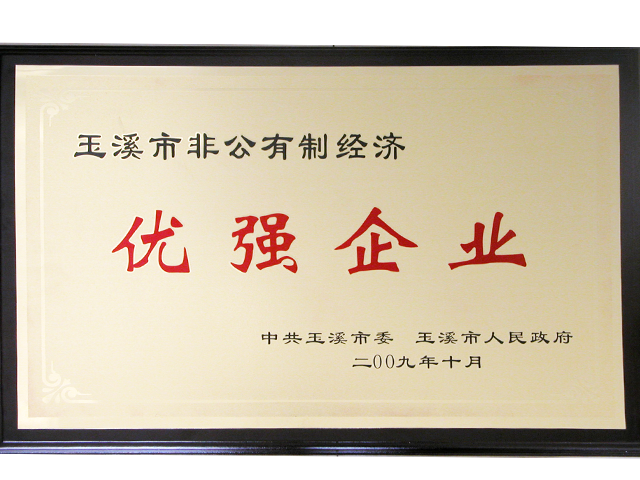 玉溪市非公有制经济
优强企业
中共玉溪市委 玉溪市人民政府
二00九年十月